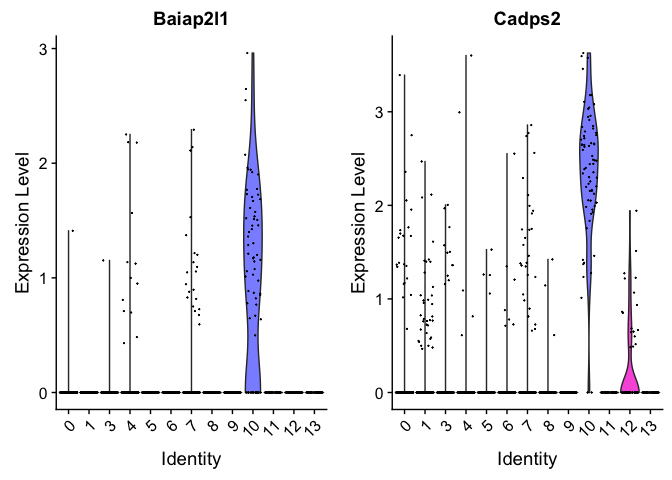 Baiap2l1
Expression Level
3
2
1
0
0 1 3 4 5 6 7 8 9 10 11 12 13
Identity
Cadps2
Expression Level
3
2
1
0
0 1 3 4 5 6 7 8 9 10 11 12 13
Identity